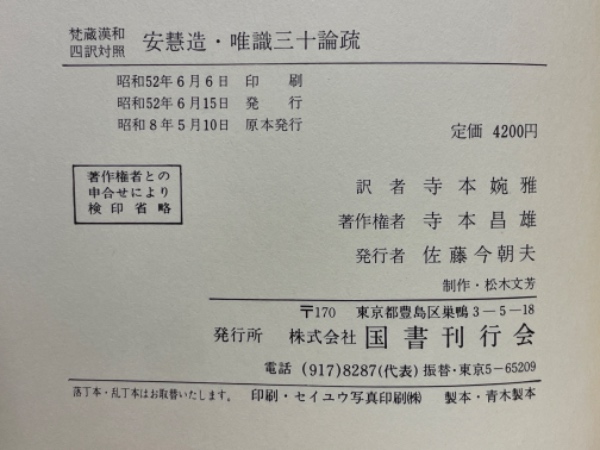 梵蔵漢和
四訳対照 安慧造・唯識三十論疏
昭和52年6月6日 印 刷
昭和52年6月15日 発 行
昭和8年5月10日 原本発行
定価 4200円
著作権者との
申合せにより
検印省略
訳者 寺本婉雅
著作権者 寺本昌雄
発行者 佐藤今朝夫
制作・松木文芳
〒170 東京都豊島区巣鴨3-5-18
発行所 株式会社 国書刊行会
電話 (917)8287(代表) 振替・東京5-65209
落丁本・乱丁本はお取替いたします。 印刷・セイユウ写真印刷㈱ 製本・青木製本